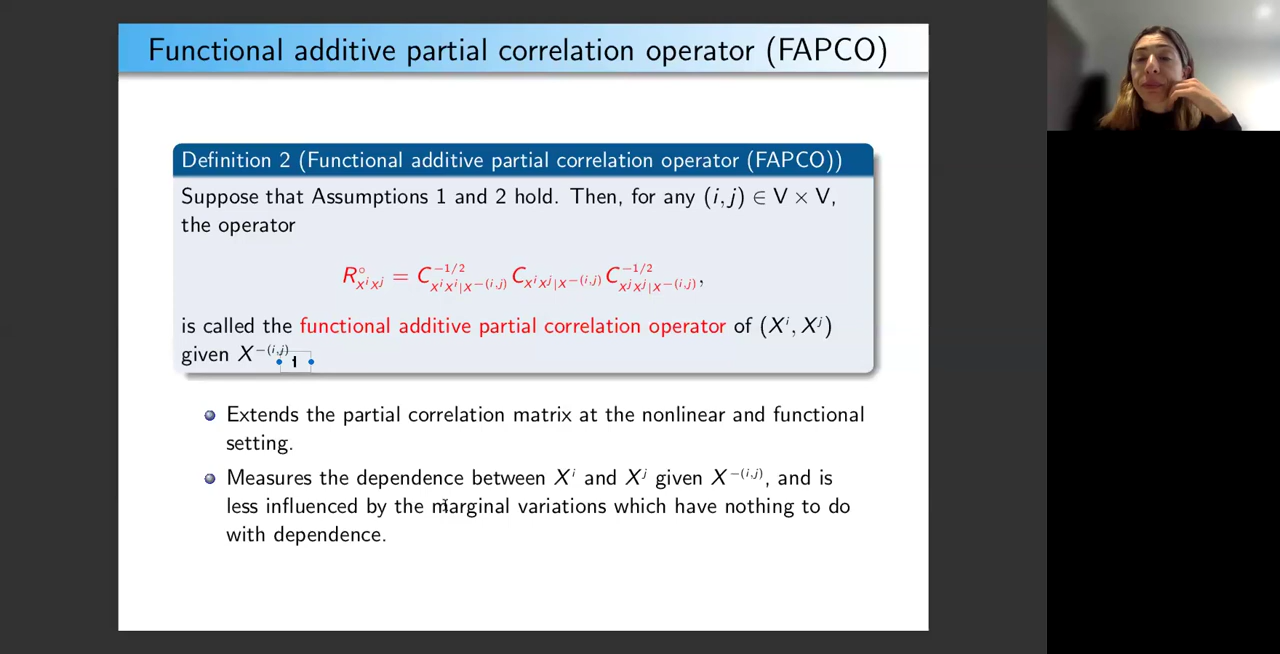 Functional additive partial correlation operator (FAPCO)
Definition 2 (Functional additive partial correlation operator (FAPCO))
Suppose that Assumptions 1 and 2 hold. Then, for any (i, j) ∈ V × V,
the operator
R°_{X^i X^j} = C^{-1/2}_{X^i X^i|X^{-(i,j)}} C_{X^i X^j|X^{-(i,j)}} C^{-1/2}_{X^j X^j|X^{-(i,j)}},
is called the functional additive partial correlation operator of (X^i, X^j)
given X^{-(i,j)}
1
Extends the partial correlation matrix at the nonlinear and functional
setting.
Measures the dependence between X^i and X^j given X^{-(i,j)}, and is
less influenced by the marginal variations which have nothing to do
with dependence.